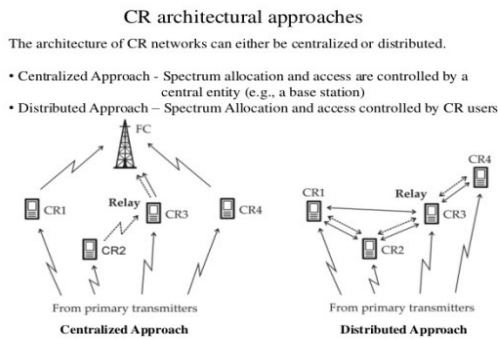 CR architectural approaches
The architecture of CR networks can either be centralized or distributed.
• Centralized Approach - Spectrum allocation and access are controlled by a
central entity (e.g., a base station)
• Distributed Approach – Spectrum Allocation and access controlled by CR users
FC
CR1
Relay
CR3
CR4
CR2
From primary transmitters
Centralized Approach
CR4
CR1
Relay
CR3
CR2
From primary transmitters
Distributed Approach